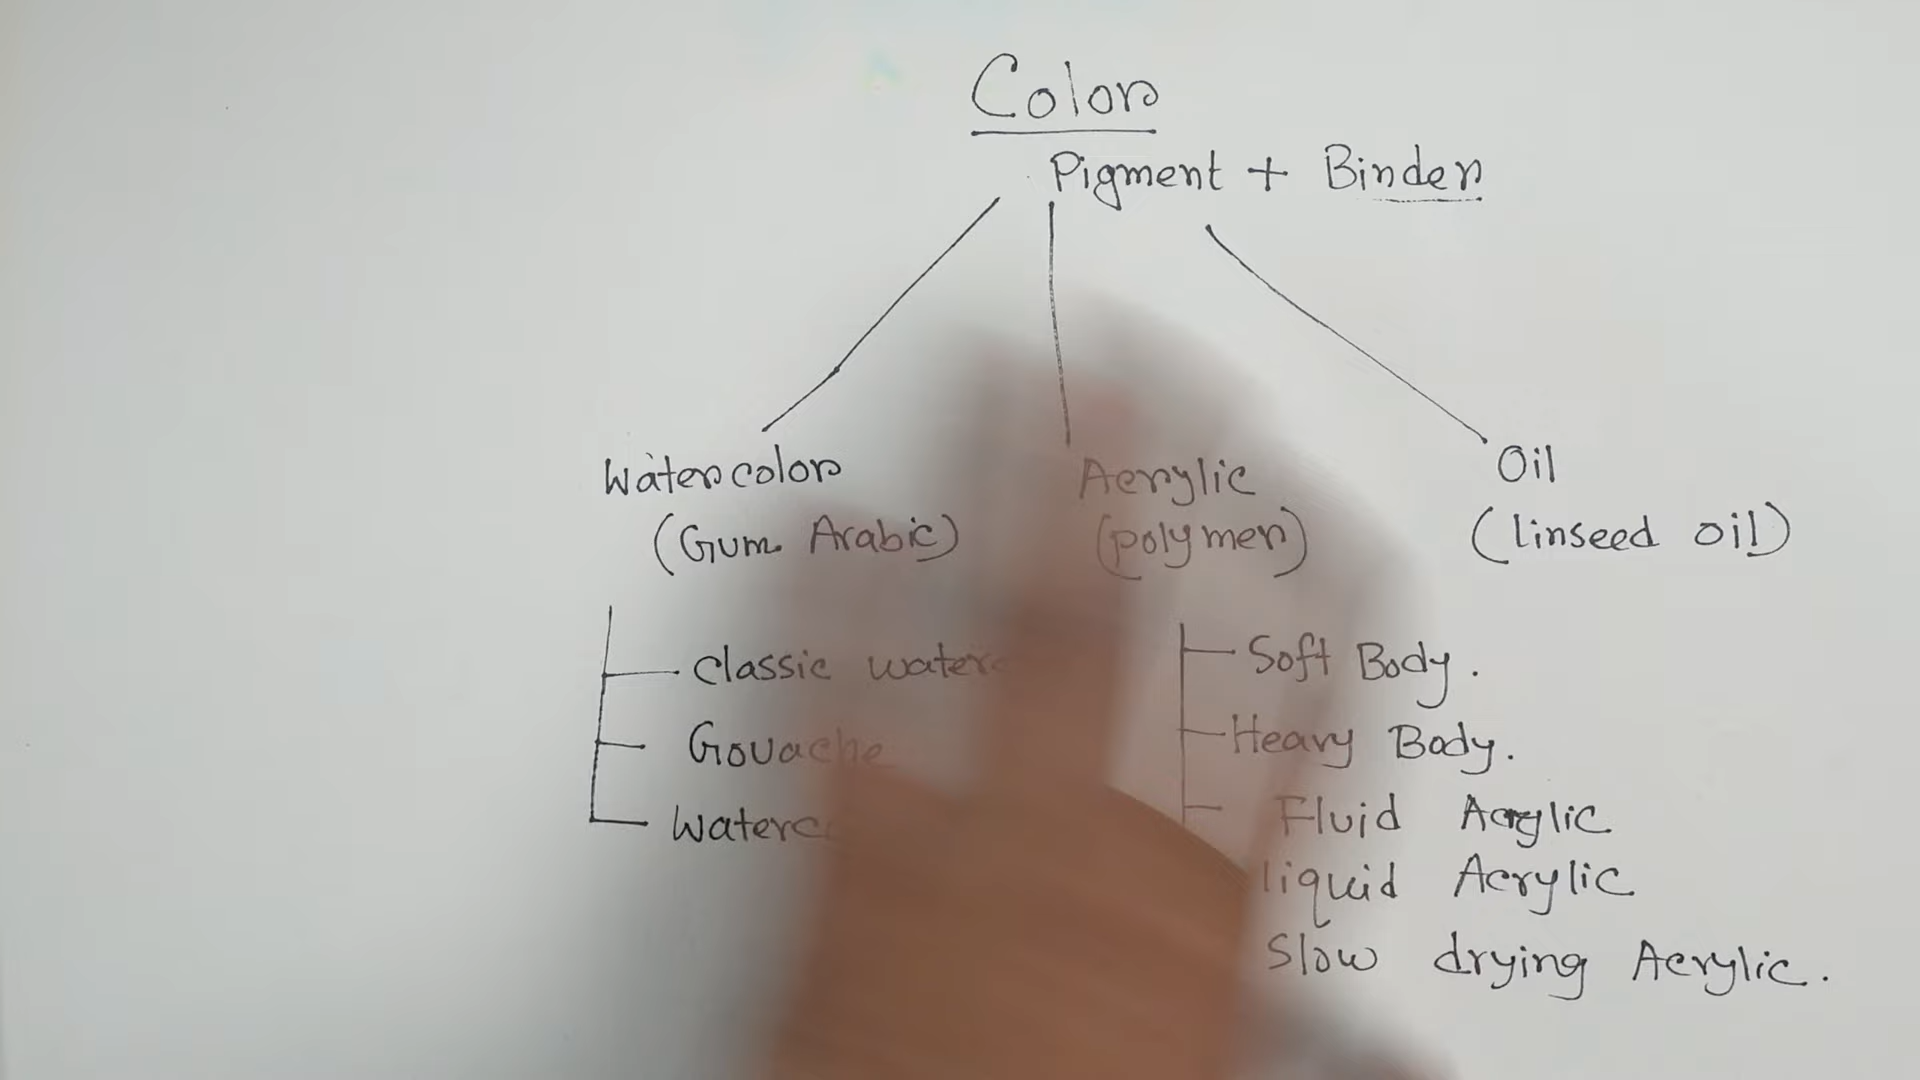 Color
Pigment + Binder
Watercolor
(Gum Arabic)
Acrylic
(polymer)
Oil
(linseed oil)
Classic
Gouache
Soft Body.
Heavy Body.
Fluid Acrylic
liquid Acrylic
Slow drying Acrylic.